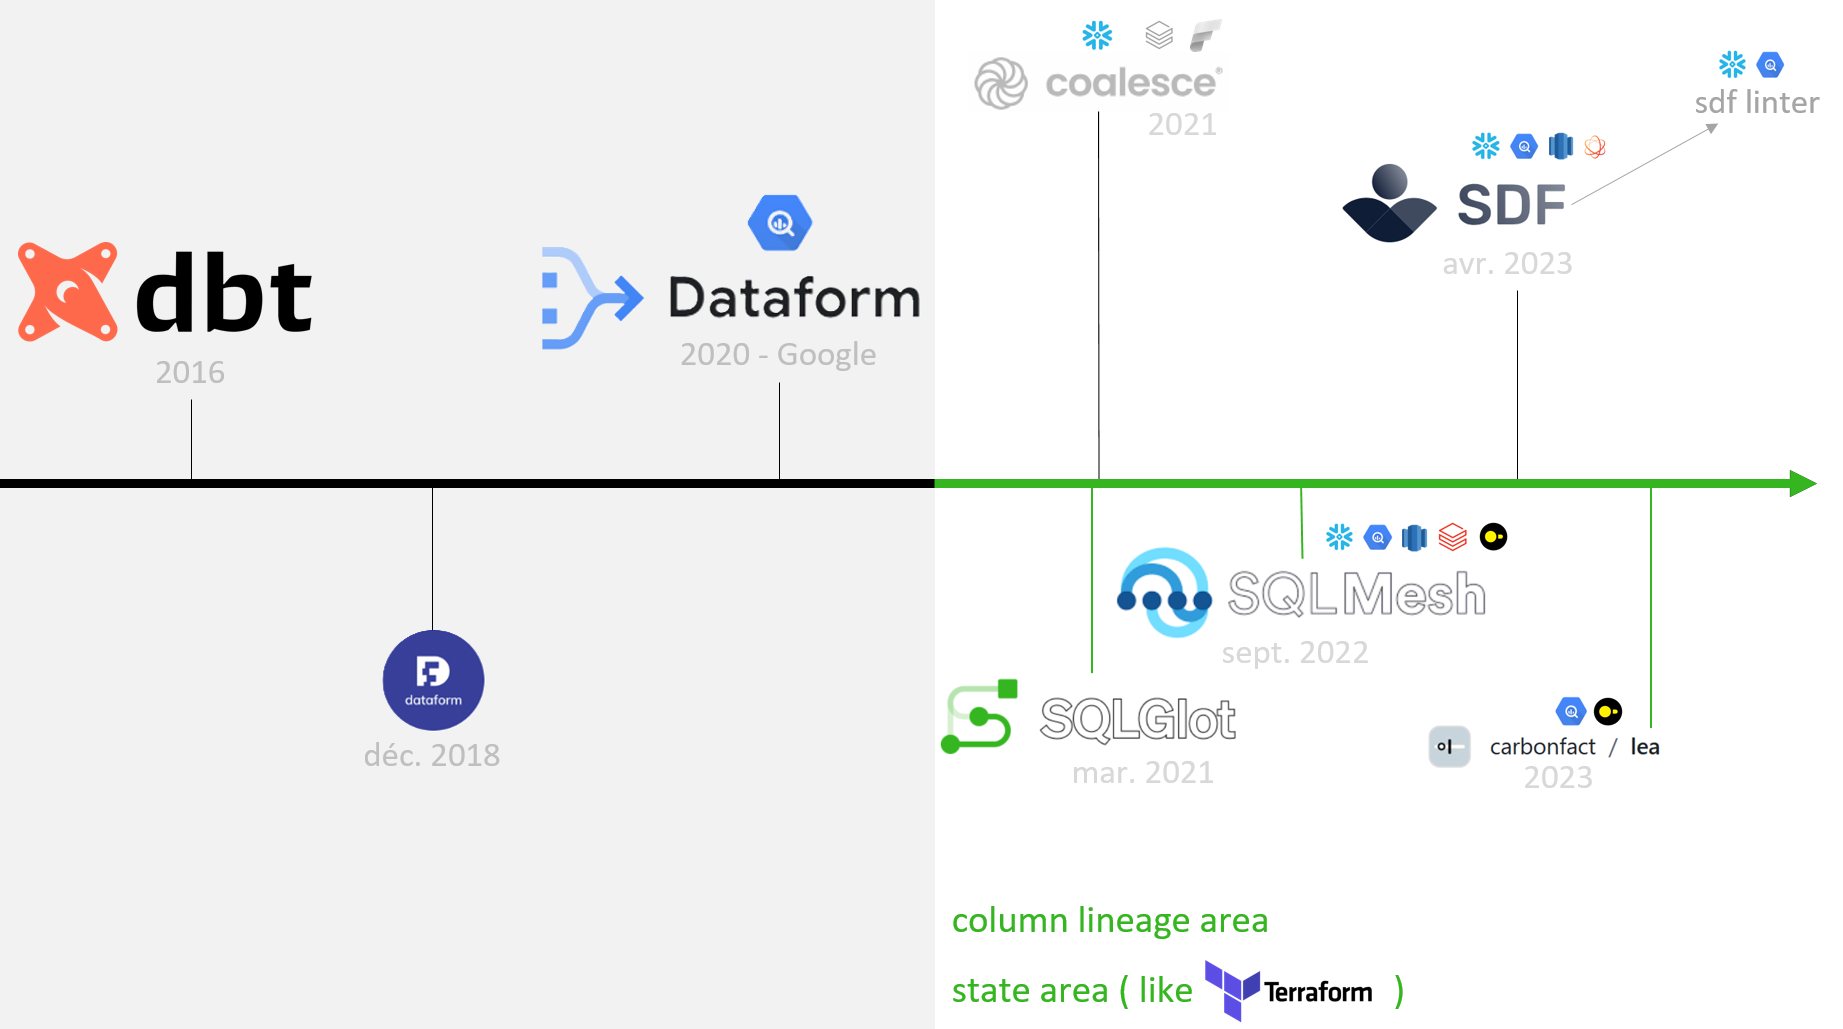 coalesce®
2021
sdf linter
SDF
avr. 2023
dbt
2016
Dataform
2020 - Google
dataform
déc. 2018
SQLMesh
sept. 2022
SQLGlot
mar. 2021
carbonfact / lea
2023
column lineage area
state area ( like Terraform )